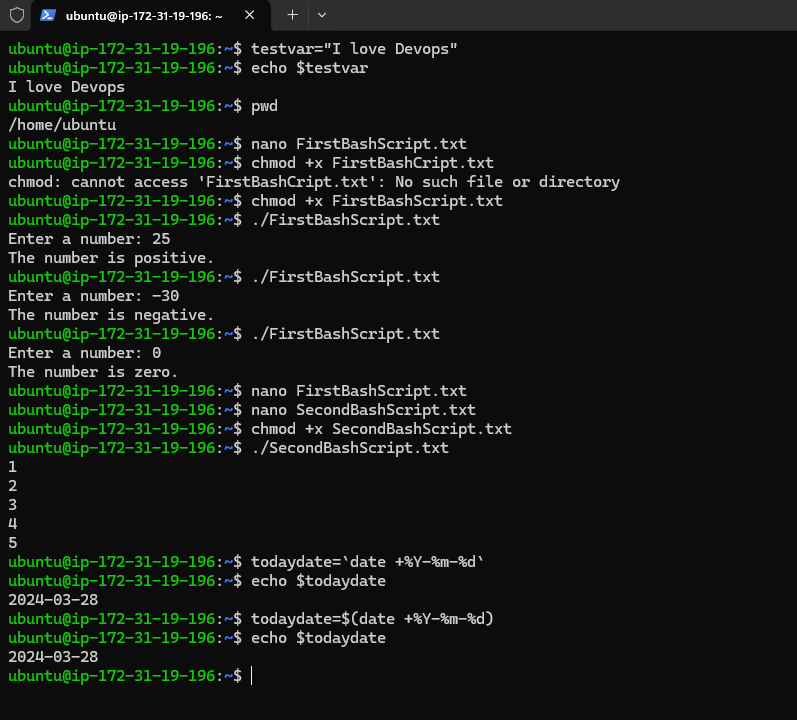 ubuntu@ip-172-31-19-196: ~
ubuntu@ip-172-31-19-196:~$ testvar="I love Devops"
ubuntu@ip-172-31-19-196:~$ echo $testvar
I love Devops
ubuntu@ip-172-31-19-196:~$ pwd
/home/ubuntu
ubuntu@ip-172-31-19-196:~$ nano FirstBashScript.txt
ubuntu@ip-172-31-19-196:~$ chmod +x FirstBashCript.txt
chmod: cannot access 'FirstBashCript.txt': No such file or directory
ubuntu@ip-172-31-19-196:~$ chmod +x FirstBashScript.txt
ubuntu@ip-172-31-19-196:~$ ./FirstBashScript.txt
Enter a number: 25
The number is positive.
ubuntu@ip-172-31-19-196:~$ ./FirstBashScript.txt
Enter a number: -30
The number is negative.
ubuntu@ip-172-31-19-196:~$ ./FirstBashScript.txt
Enter a number: 0
The number is zero.
ubuntu@ip-172-31-19-196:~$ nano FirstBashScript.txt
ubuntu@ip-172-31-19-196:~$ nano SecondBashScript.txt
ubuntu@ip-172-31-19-196:~$ chmod +x SecondBashScript.txt
ubuntu@ip-172-31-19-196:~$ ./SecondBashScript.txt
1
2
3
4
5
ubuntu@ip-172-31-19-196:~$ todaydate=`date +%Y-%m-%d`
ubuntu@ip-172-31-19-196:~$ echo $todaydate
2024-03-28
ubuntu@ip-172-31-19-196:~$ todaydate=$(date +%Y-%m-%d)
ubuntu@ip-172-31-19-196:~$ echo $todaydate
2024-03-28
ubuntu@ip-172-31-19-196:~$